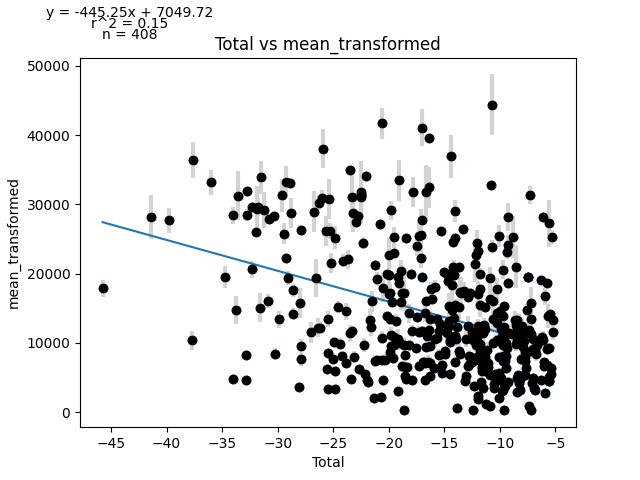 y = -445.25x + 7049.72
r^2 = 0.15
n = 408
Total vs mean_transformed
50000
40000
30000
20000
10000
0
mean_transformed
−45
−40
−35
−30
−25
−20
−15
−10
−5
Total